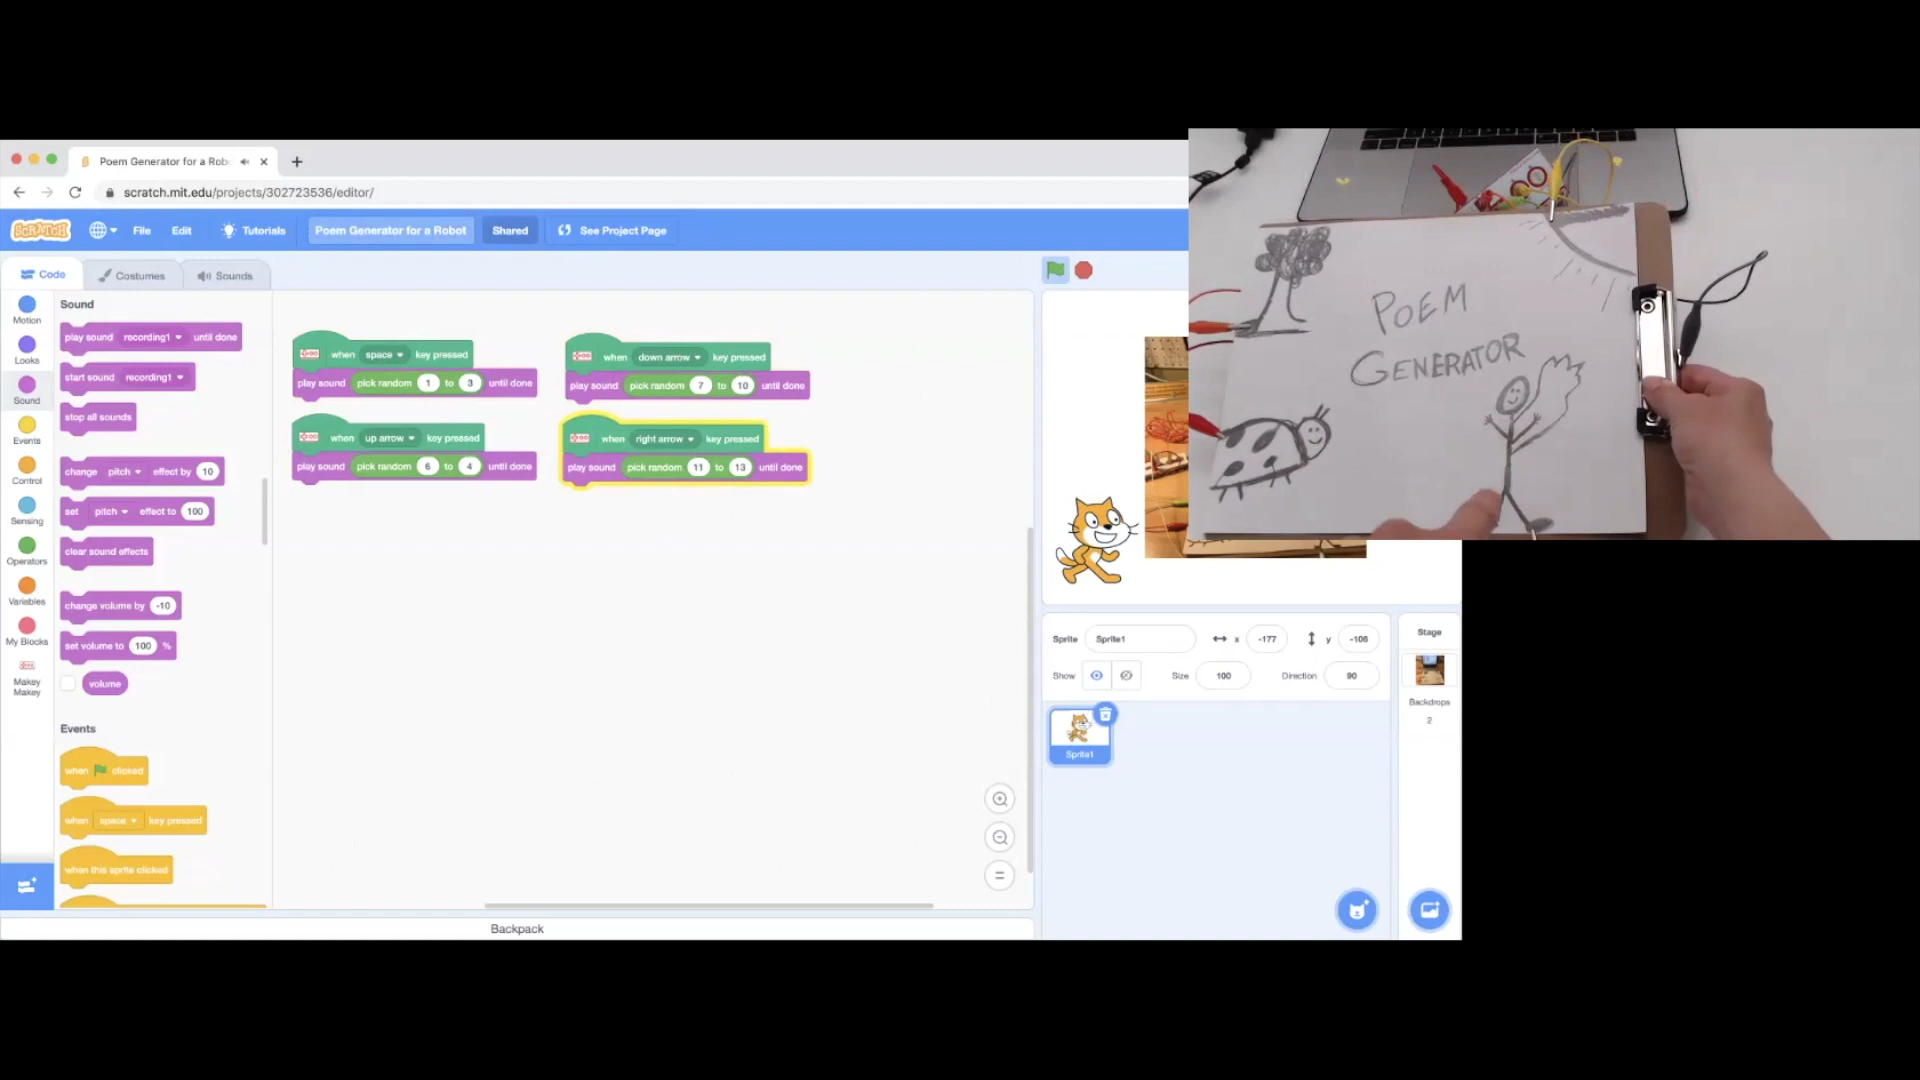 Poem Generator for a Rob
scratch.mit.edu/projects/302723536/editor/
SCRATCH
File
Edit
Tutorials
Poem Generator for a Robot
Shared
See Project Page
Code
Costumes
Sounds
Motion
Looks
Sound
Events
Control
Sensing
Operators
Variables
My Blocks
Makey
Makey
Sound
play sound recording1 until done
start sound recording1
stop all sounds
change pitch effect by 10
set pitch effect to 100
clear sound effects
change volume by -10
set volume to 100 %
volume
Events
when clicked
when space key pressed
when this sprite clicked
when space key pressed
play sound pick random 1 to 3 until done
when up arrow key pressed
play sound pick random 6 to 4 until done
when down arrow key pressed
play sound pick random 7 to 10 until done
when right arrow key pressed
play sound pick random 11 to 13 until done
Backpack
POEM
GENERATOR
Sprite Sprite1 x -177 y -106
Show Size 100 Direction 90
Sprite1
Stage
Backdrops
2